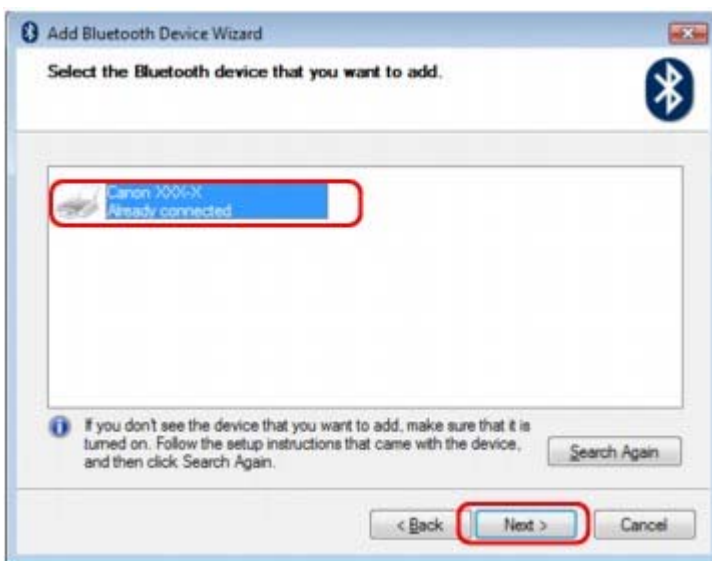 Add Bluetooth Device Wizard
Select the Bluetooth device that you want to add.
Canon XXX-X
Already connected
If you don't see the device that you want to add, make sure that it is
turned on. Follow the setup instructions that came with the device,
and then click Search Again.
Search Again
< Back
Next >
Cancel